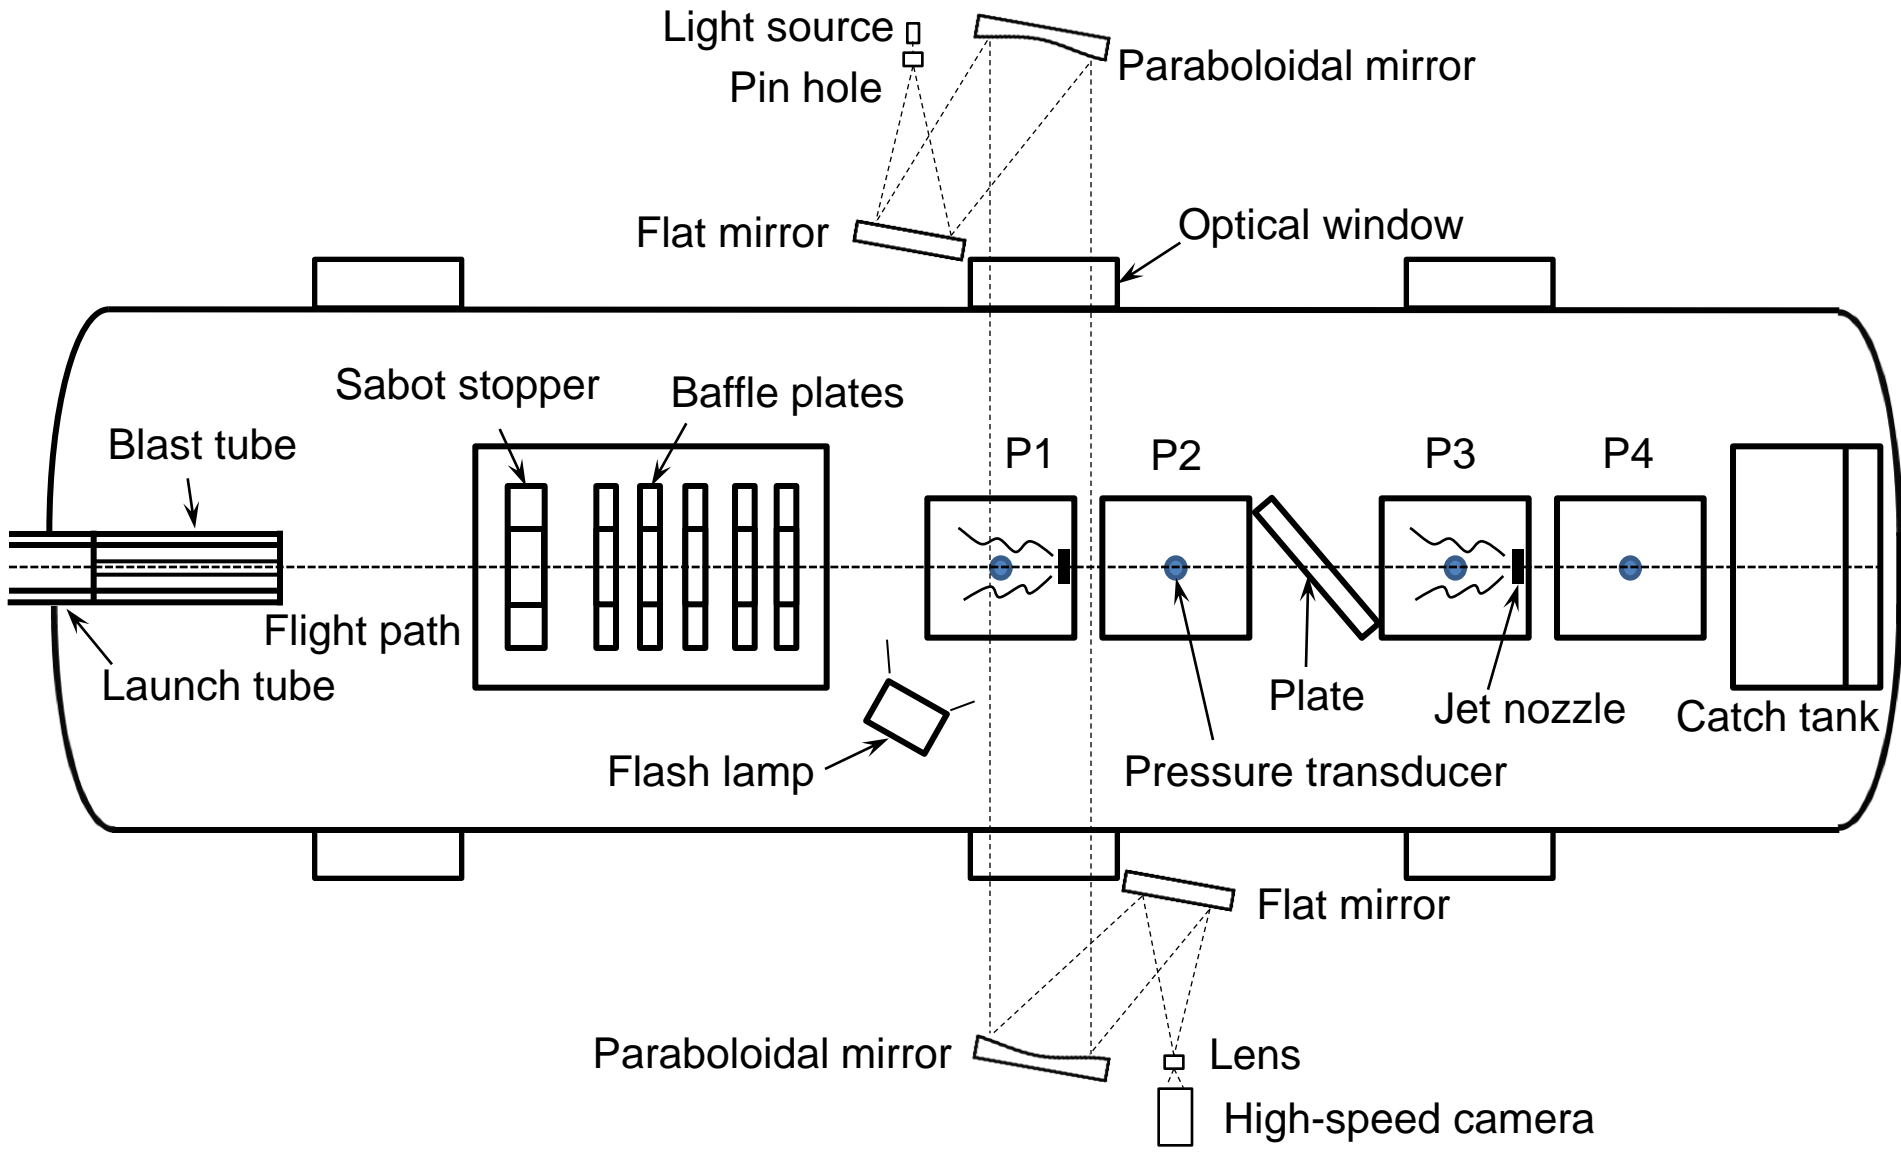 Light source
Paraboloidal mirror
Pin hole
Flat mirror
Optical window
Sabot stopper
Baffle plates
Blast tube
P1
P2
P3
P4
Flight path
Launch tube
Plate
Jet nozzle
Catch tank
Flash lamp
Pressure transducer
Flat mirror
Paraboloidal mirror
Lens
High-speed camera